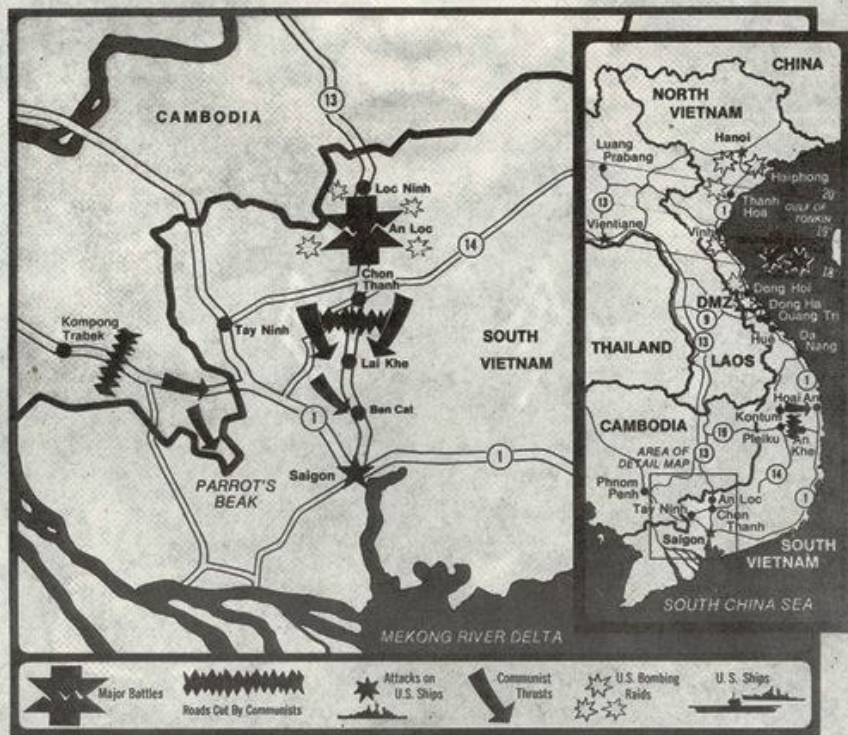 CAMBODIA
13
Loc Ninh
An Loc
14
Chon
Thanh
Kompong
Trabek
Tay Ninh
SOUTH
VIETNAM
Lai Khe
1
Ben Cat
1
Saigon
PARROT'S
BEAK
MEKONG RIVER DELTA
CHINA
NORTH
VIETNAM
Hanoi
Luang
Prabang
Haiphong
13
Thanh
Hoa
20
GULF OF
TONKIN
1
19
Vientiane
Vinh
18
Dong Hoi
DMZ
Dong Ha
Quang Tri
9
13
Hue
Da
Nang
THAILAND
LAOS
1
Hoai An
CAMBODIA
Kontum
19
Pleiku
An
Khe
AREA OF
DETAIL MAP
13
14
Phnom
Penh
An Loc
Tay Ninh
Chon
Thanh
1
Saigon
SOUTH
VIETNAM
SOUTH CHINA SEA
Major Battles
Roads Cut By Communists
Attacks on
U.S. Ships
Communist
Thrusts
U.S. Bombing
Raids
U. S. Ships